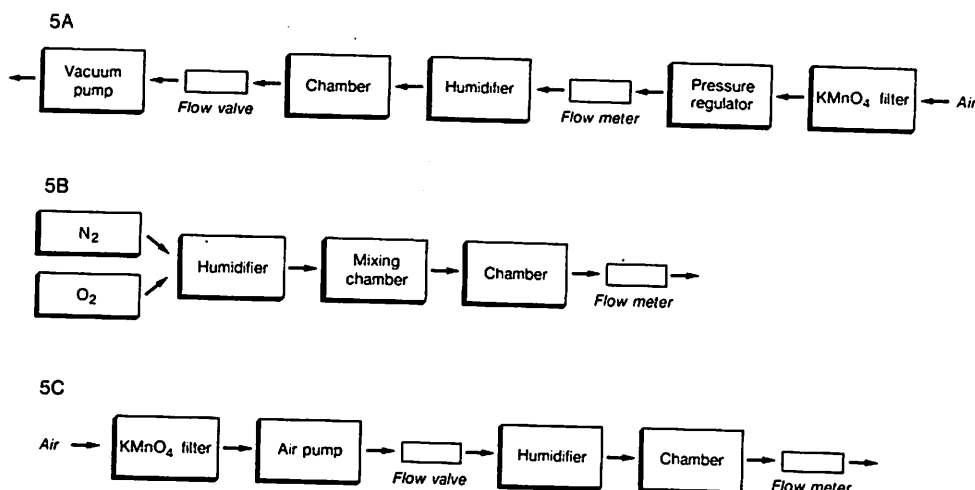 5A
Vacuum
pump
Flow valve
Chamber
Humidifier
Flow meter
Pressure
regulator
KMnO4 filter
Air
5B
N2
O2
Humidifier
Mixing
chamber
Chamber
Flow meter
5C
Air
KMnO4 filter
Air pump
Flow valve
Humidifier
Chamber
Flow meter